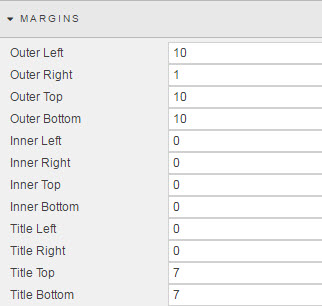 MARGINS
Outer Left 10
Outer Right 1
Outer Top 10
Outer Bottom 10
Inner Left 0
Inner Right 0
Inner Top 0
Inner Bottom 0
Title Left 0
Title Right 0
Title Top 7
Title Bottom 7